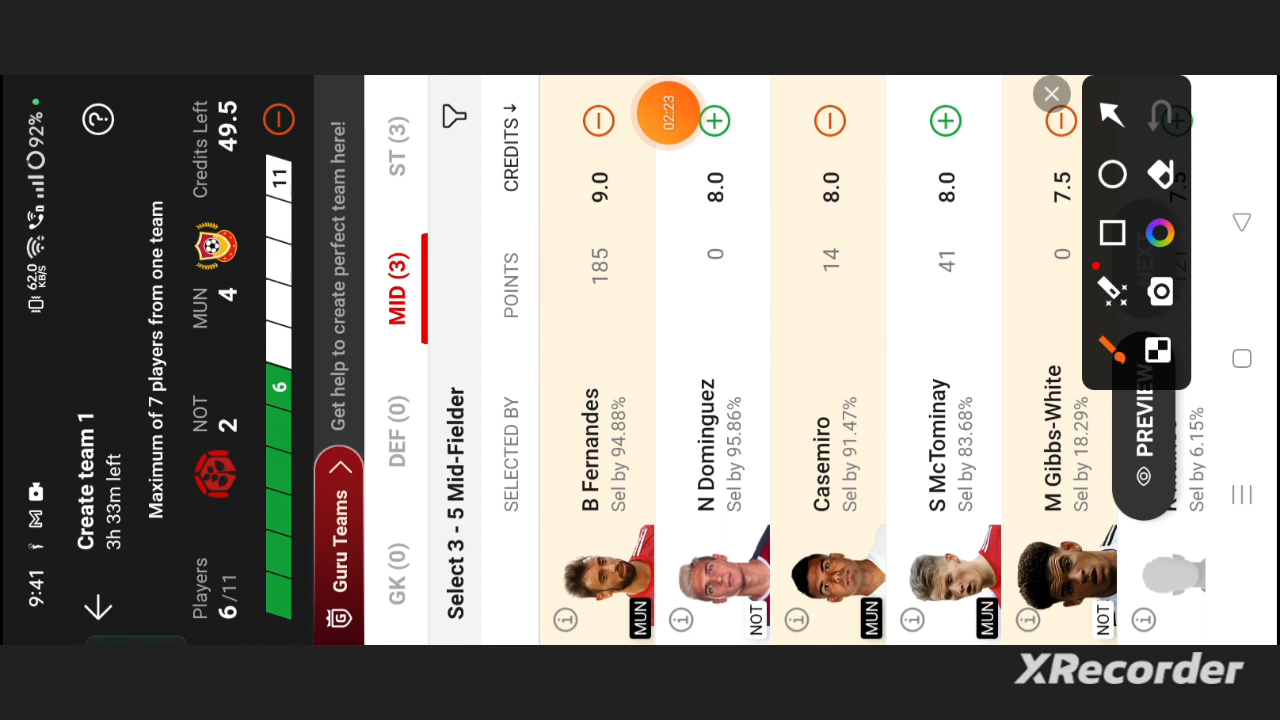 9:41
62.0 KB/S
92%
Create team 1
3h 33m left
Maximum of 7 players from one team
Players
6/11
NOT
2
MUN
4
Credits Left
49.5
6
11
Guru Teams
Get help to create perfect team here!
GK (0)
DEF (0)
MID (3)
ST (3)
Select 3 - 5 Mid-Fielder
SELECTED BY
POINTS
CREDITS
MUN
B Fernandes
Sel by 94.88%
185
9.0
02:23
NOT
N Dominguez
Sel by 95.86%
0
8.0
MUN
Casemiro
Sel by 91.47%
14
8.0
MUN
S McTominay
Sel by 83.68%
41
8.0
NOT
M Gibbs-White
Sel by 18.29%
0
7.5
Sel by 6.15%
121
7.5
PREVIEW
NEXT
XRecorder